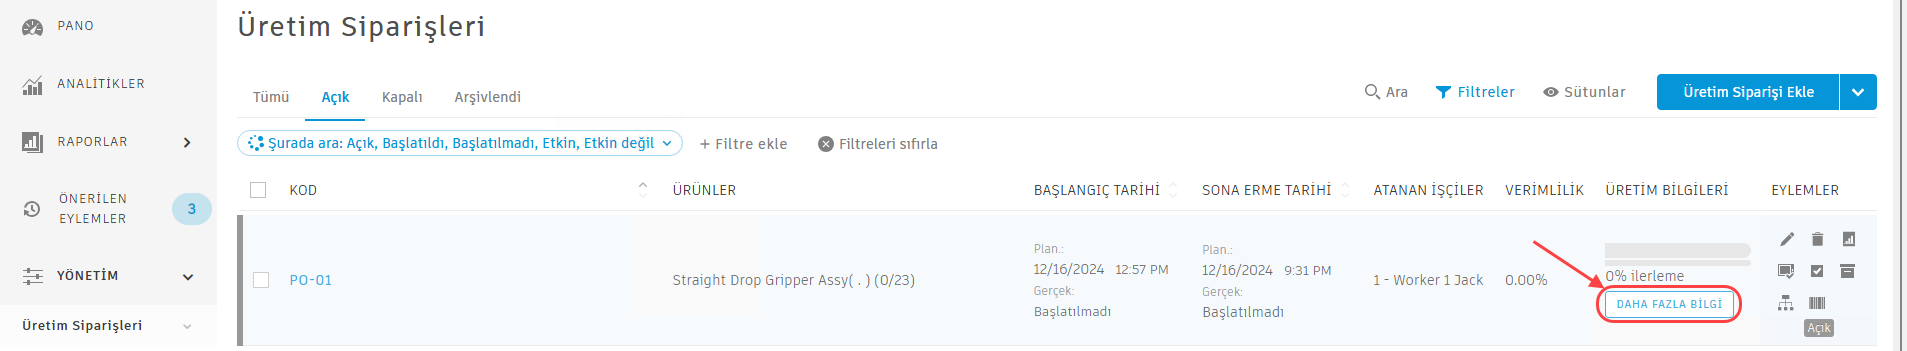 PANO
ANALİTİKLER
RAPORLAR
ÖNERİLEN
EYLEMLER
3
YÖNETİM
Üretim Siparişleri
Üretim Siparişleri
Tümü Açık Kapalı Arşivlendi
Ara Filtreler Sütunlar Üretim Siparişi Ekle
Şurada ara: Açık, Başlatıldı, Başlatılmadı, Etkin, Etkin değil + Filtre ekle Filtreleri sıfırla
KOD ÜRÜNLER BAŞLANGIÇ TARİHİ SONA ERME TARİHİ ATANAN İŞÇİLER VERİMLİLİK ÜRETİM BİLGİLERİ EYLEMLER
PO-01
Straight Drop Gripper Assy( . ) (0/23)
Plan.:
12/16/2024 12:57 PM
Gerçek:
Başlatılmadı
Plan.:
12/16/2024 9:31 PM
Gerçek:
Başlatılmadı
1 - Worker 1 Jack
0.00%
0% ilerleme
DAHA FAZLA BİLGİ
Açık